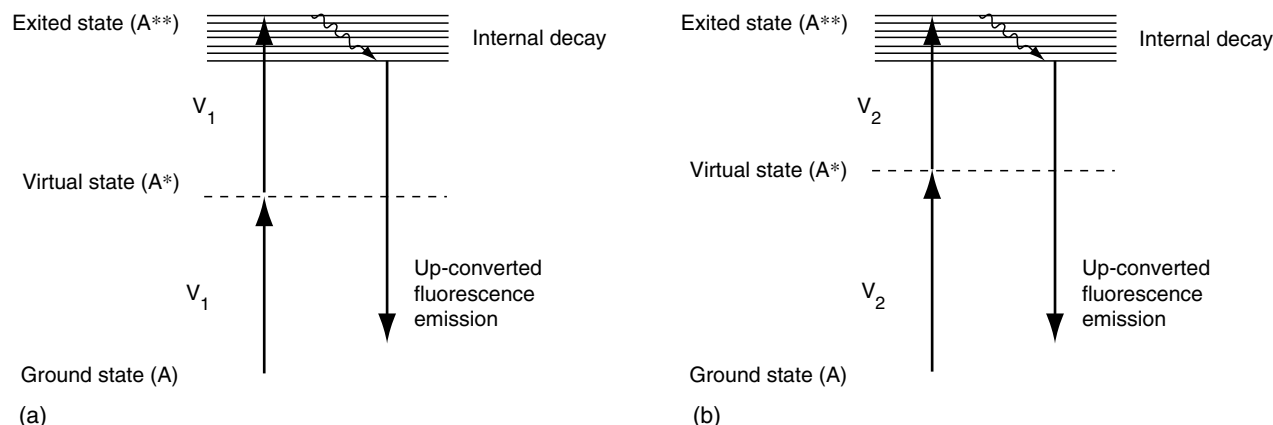 Exited state (A**)
Internal decay
V1
Virtual state (A*)
V1
Up-converted
fluorescence
emission
Ground state (A)
(a)
Exited state (A**)
Internal decay
V2
Virtual state (A*)
V2
Up-converted
fluorescence
emission
Ground state (A)
(b)